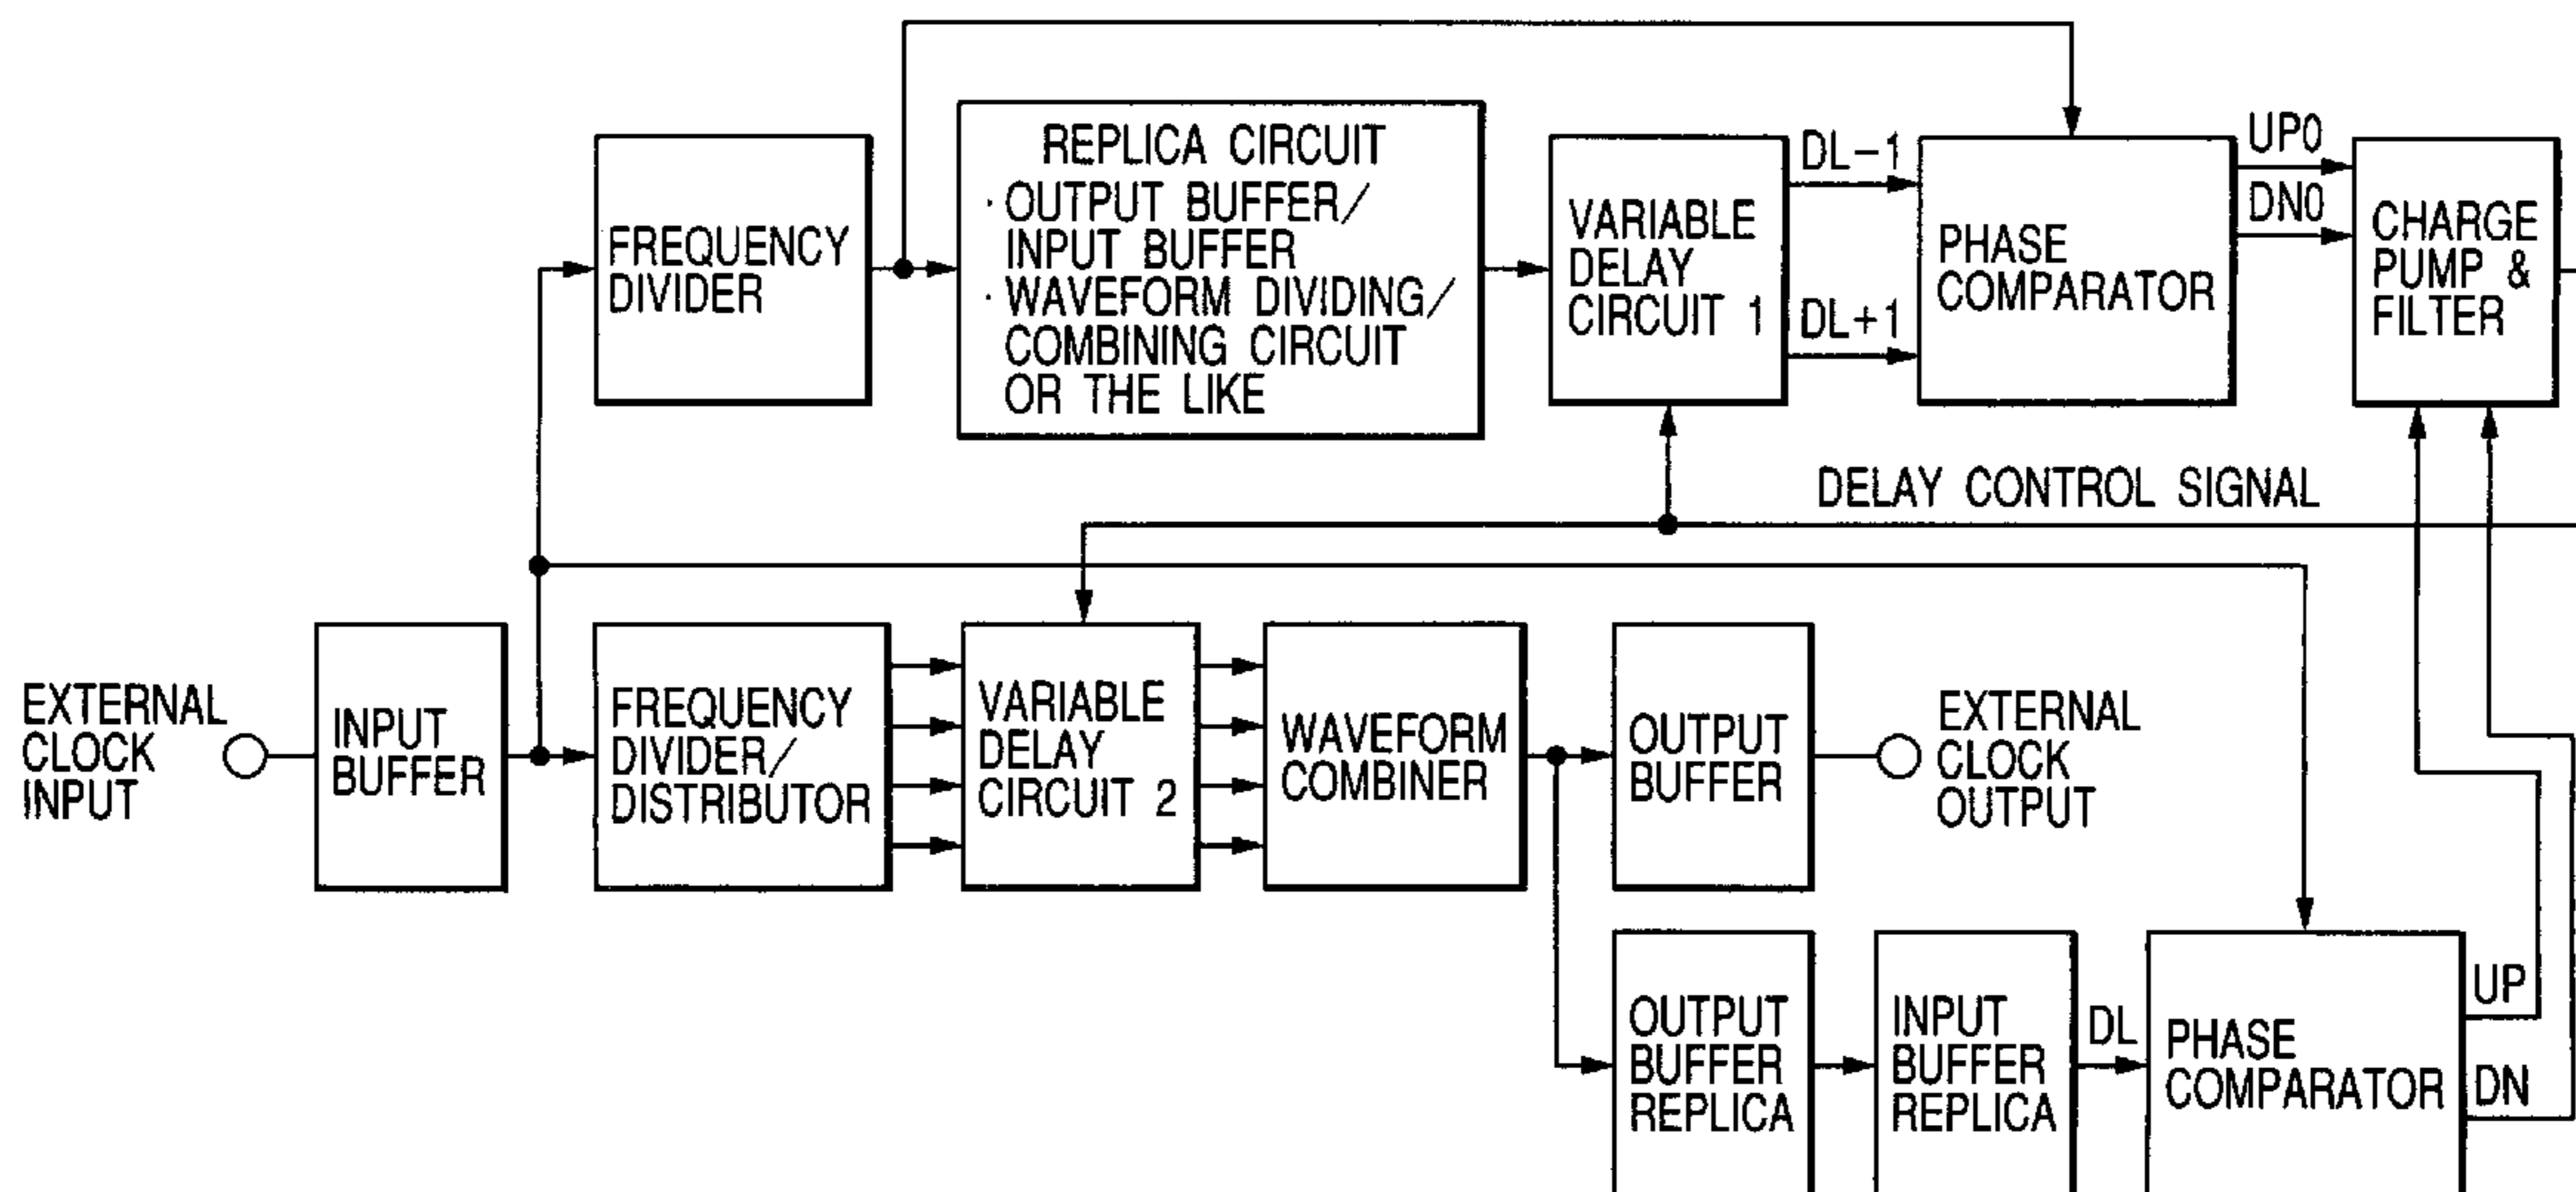 REPLICA CIRCUIT
· OUTPUT BUFFER/
INPUT BUFFER
· WAVEFORM DIVIDING/
COMBINING CIRCUIT
OR THE LIKE
FREQUENCY
DIVIDER
VARIABLE
DELAY
CIRCUIT 1
DL-1
DL+1
PHASE
COMPARATOR
UP0
DN0
CHARGE
PUMP &
FILTER
DELAY CONTROL SIGNAL
EXTERNAL
CLOCK
INPUT
INPUT
BUFFER
FREQUENCY
DIVIDER/
DISTRIBUTOR
VARIABLE
DELAY
CIRCUIT 2
WAVEFORM
COMBINER
OUTPUT
BUFFER
EXTERNAL
CLOCK
OUTPUT
OUTPUT
BUFFER
REPLICA
INPUT
BUFFER
REPLICA
DL
PHASE
COMPARATOR
UP
DN